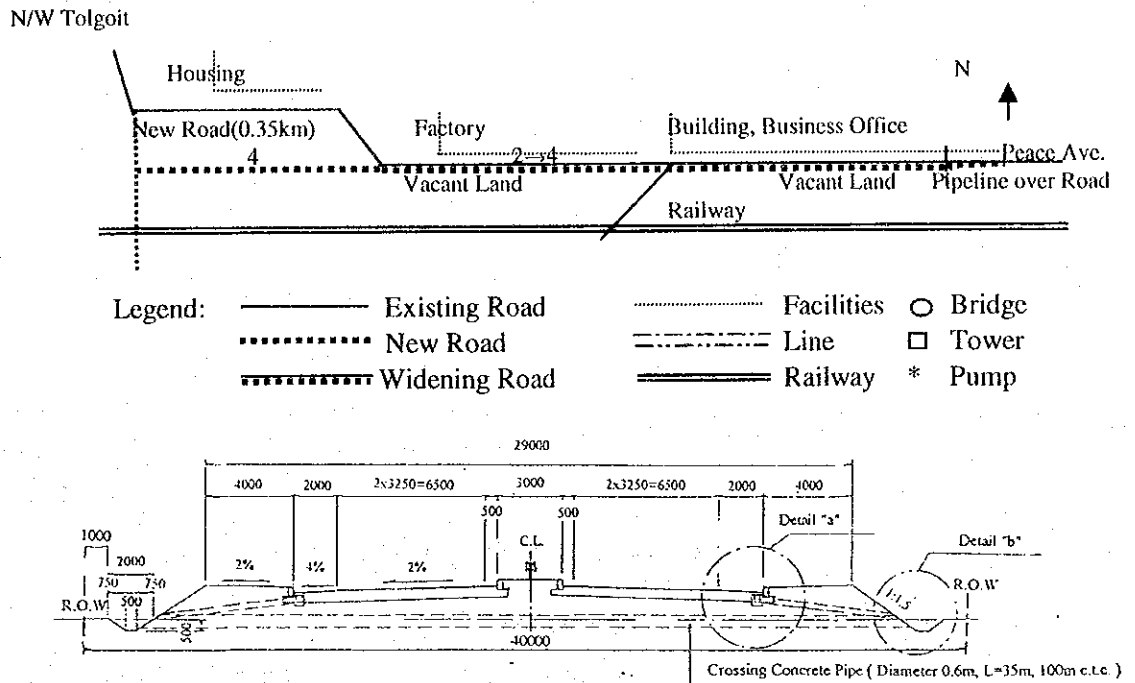 N/W Tolgoit
Housing
N
New Road(0.35km)
Factory
Building, Business Office
4
2→4
Peace Ave.
Vacant Land
Vacant Land
Pipeline over Road
Railway
Legend:
Existing Road
Facilities
Bridge
New Road
Line
Tower
Widening Road
Railway
* Pump
29000
4000
2000
2x3250=6500
3000
2x3250=6500
2000
4000
500
500
Detail "a"
1000
C.L.
Detail "b"
2000
2%
4%
2%
750
750
R.O.W
500
1:1.5
R.O.W
500
40000
Crossing Concrete Pipe ( Diameter 0.6m, L=35m, 100m c.t.c. )